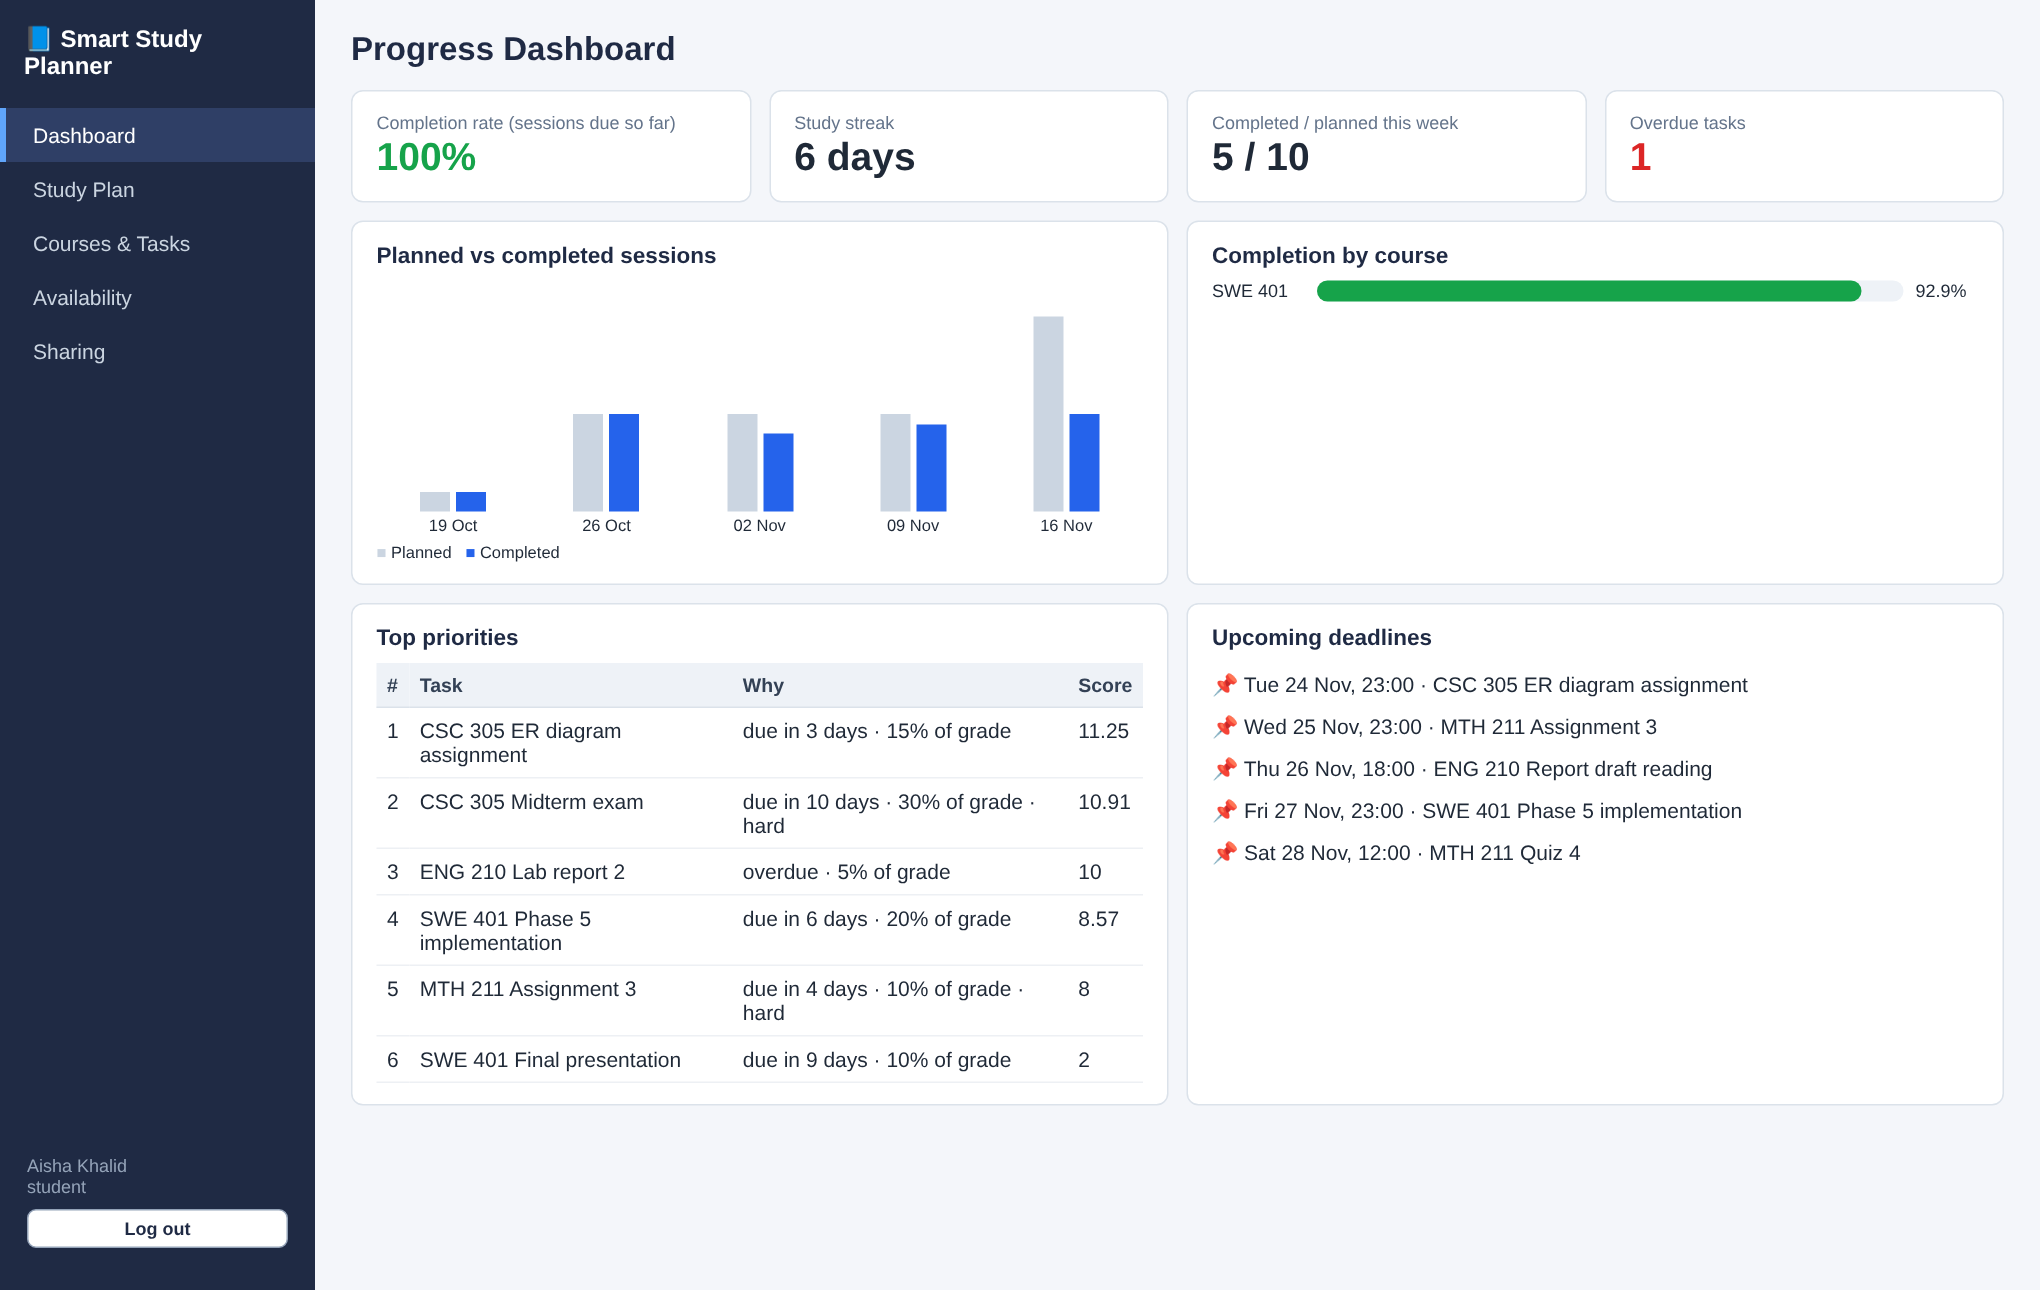 📘 Smart Study
Planner
Dashboard
Study Plan
Courses & Tasks
Availability
Sharing
Aisha Khalid
student
Log out
Progress Dashboard
Completion rate (sessions due so far)
100%
Study streak
6 days
Completed / planned this week
5 / 10
Overdue tasks
1
Planned vs completed sessions
19 Oct 26 Oct 02 Nov 09 Nov 16 Nov
Planned Completed
Completion by course
SWE 401 92.9%
Top priorities
# Task Why Score
1 CSC 305 ER diagram assignment due in 3 days · 15% of grade 11.25
2 CSC 305 Midterm exam due in 10 days · 30% of grade · hard 10.91
3 ENG 210 Lab report 2 overdue · 5% of grade 10
4 SWE 401 Phase 5 implementation due in 6 days · 20% of grade 8.57
5 MTH 211 Assignment 3 due in 4 days · 10% of grade · hard 8
6 SWE 401 Final presentation due in 9 days · 10% of grade 2
Upcoming deadlines
📌 Tue 24 Nov, 23:00 · CSC 305 ER diagram assignment
📌 Wed 25 Nov, 23:00 · MTH 211 Assignment 3
📌 Thu 26 Nov, 18:00 · ENG 210 Report draft reading
📌 Fri 27 Nov, 23:00 · SWE 401 Phase 5 implementation
📌 Sat 28 Nov, 12:00 · MTH 211 Quiz 4